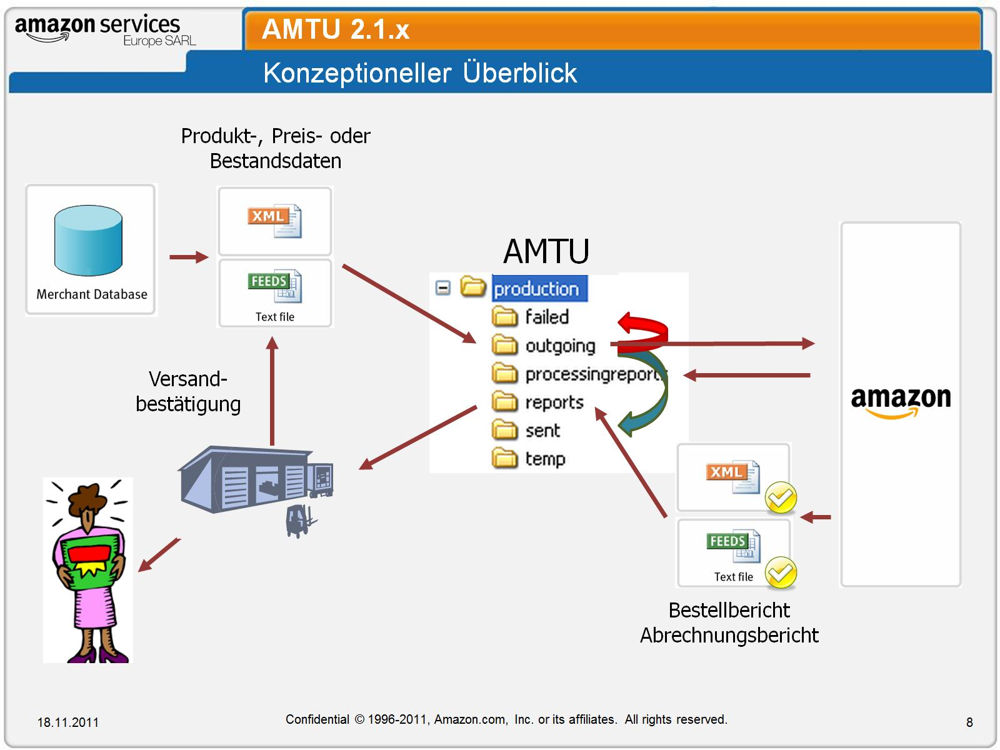 amazon services
Europe SARL
AMTU 2.1.x
Konzeptioneller Überblick
Produkt-, Preis- oder
Bestandsdaten
Merchant Database
XML
FEEDS
Text file
AMTU
production
failed
outgoing
processingreports
reports
sent
temp
Versand-
bestätigung
amazon
XML
FEEDS
Text file
Bestellbericht
Abrechnungsbericht
18.11.2011
Confidential © 1996-2011, Amazon.com, Inc. or its affiliates. All rights reserved.
8